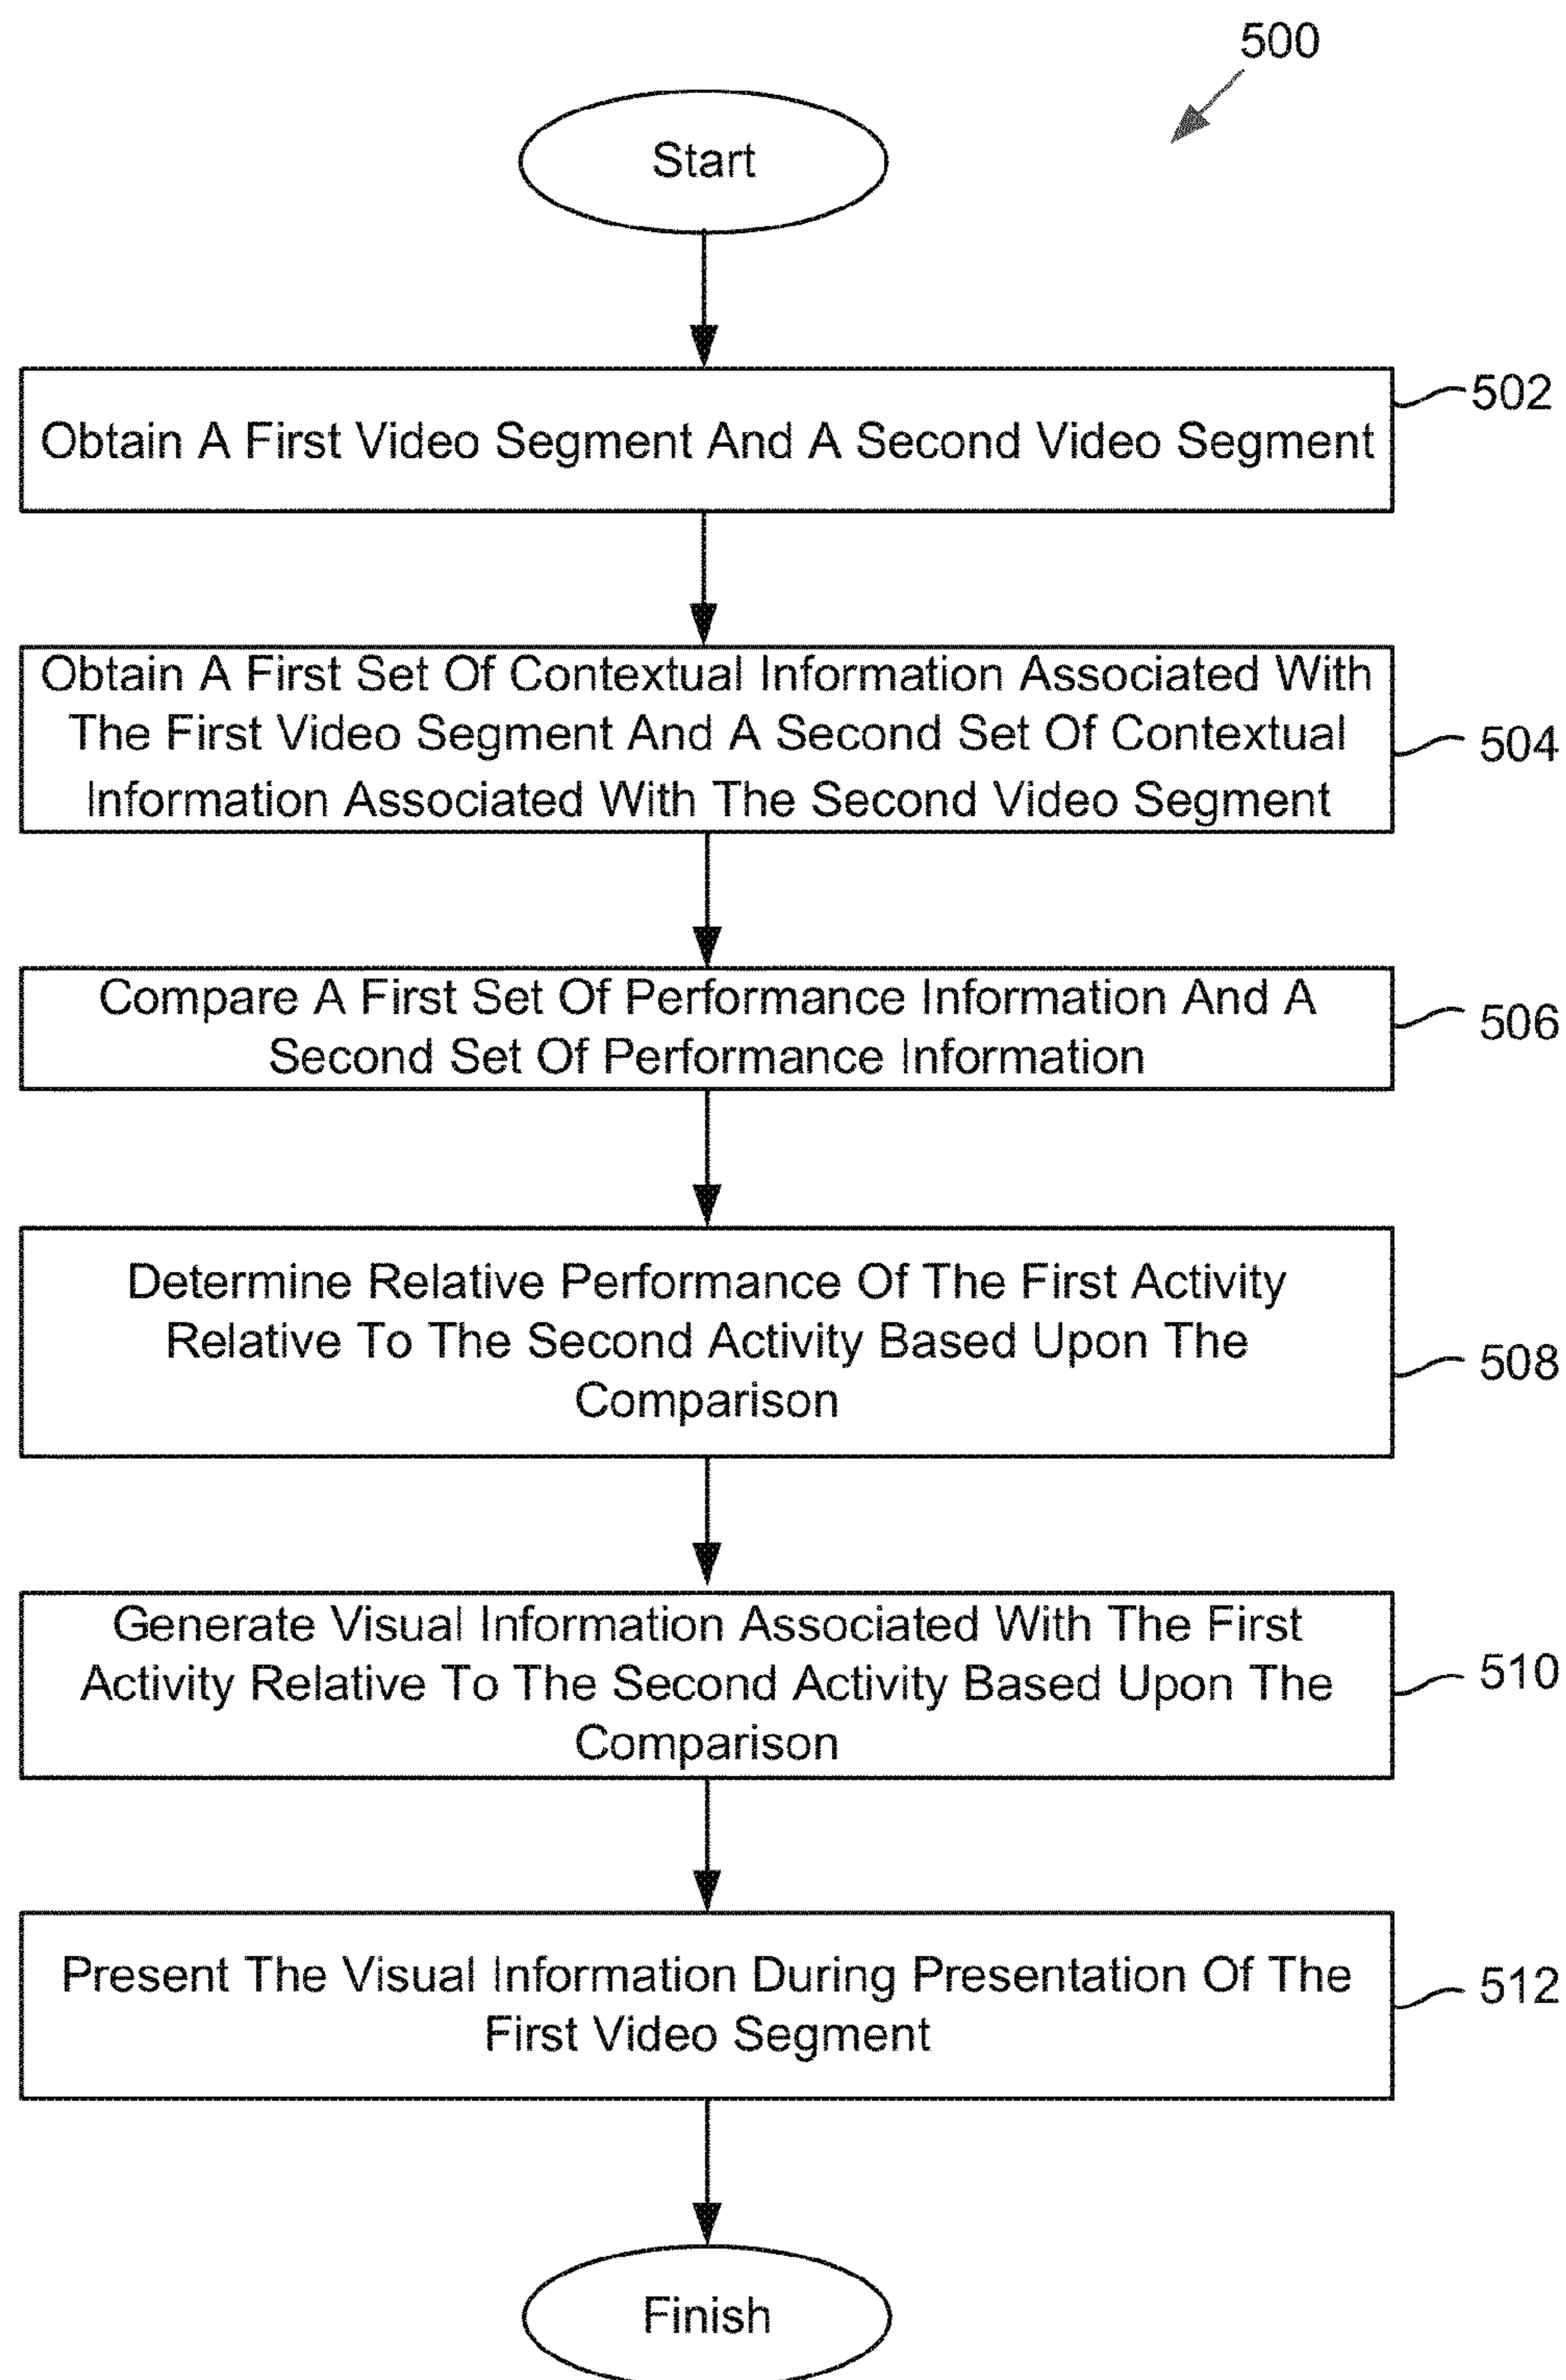 500
Start
Obtain A First Video Segment And A Second Video Segment
502
Obtain A First Set Of Contextual Information Associated With
The First Video Segment And A Second Set Of Contextual
Information Associated With The Second Video Segment
504
Compare A First Set Of Performance Information And A
Second Set Of Performance Information
506
Determine Relative Performance Of The First Activity
Relative To The Second Activity Based Upon The
Comparison
508
Generate Visual Information Associated With The First
Activity Relative To The Second Activity Based Upon The
Comparison
510
Present The Visual Information During Presentation Of The
First Video Segment
512
Finish